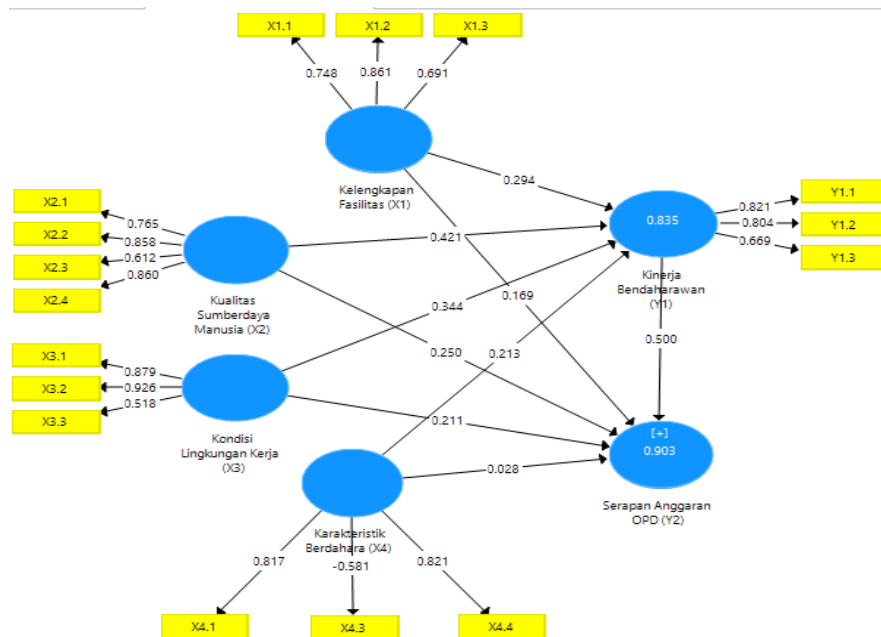 X1.1
X1.2
X1.3
0.748
0.861
0.691
Kelengkapan
Fasilitas (X1)
0.294
X2.1
X2.2
X2.3
X2.4
0.765
0.858
0.612
0.860
Kualitas
Sumberdaya
Manusia (X2)
0.421
0.835
Kinerja
Bendaharawan
(Y1)
0.821
0.804
0.669
Y1.1
Y1.2
Y1.3
0.344
0.169
0.250
0.213
0.500
X3.1
X3.2
X3.3
0.879
0.926
0.518
Kondisi
Lingkungan Kerja
(X3)
0.211
0.028
[+]
0.903
Serapan Anggaran
OPD (Y2)
Karakteristik
Berdahara (X4)
0.817
-0.581
0.821
X4.1
X4.3
X4.4